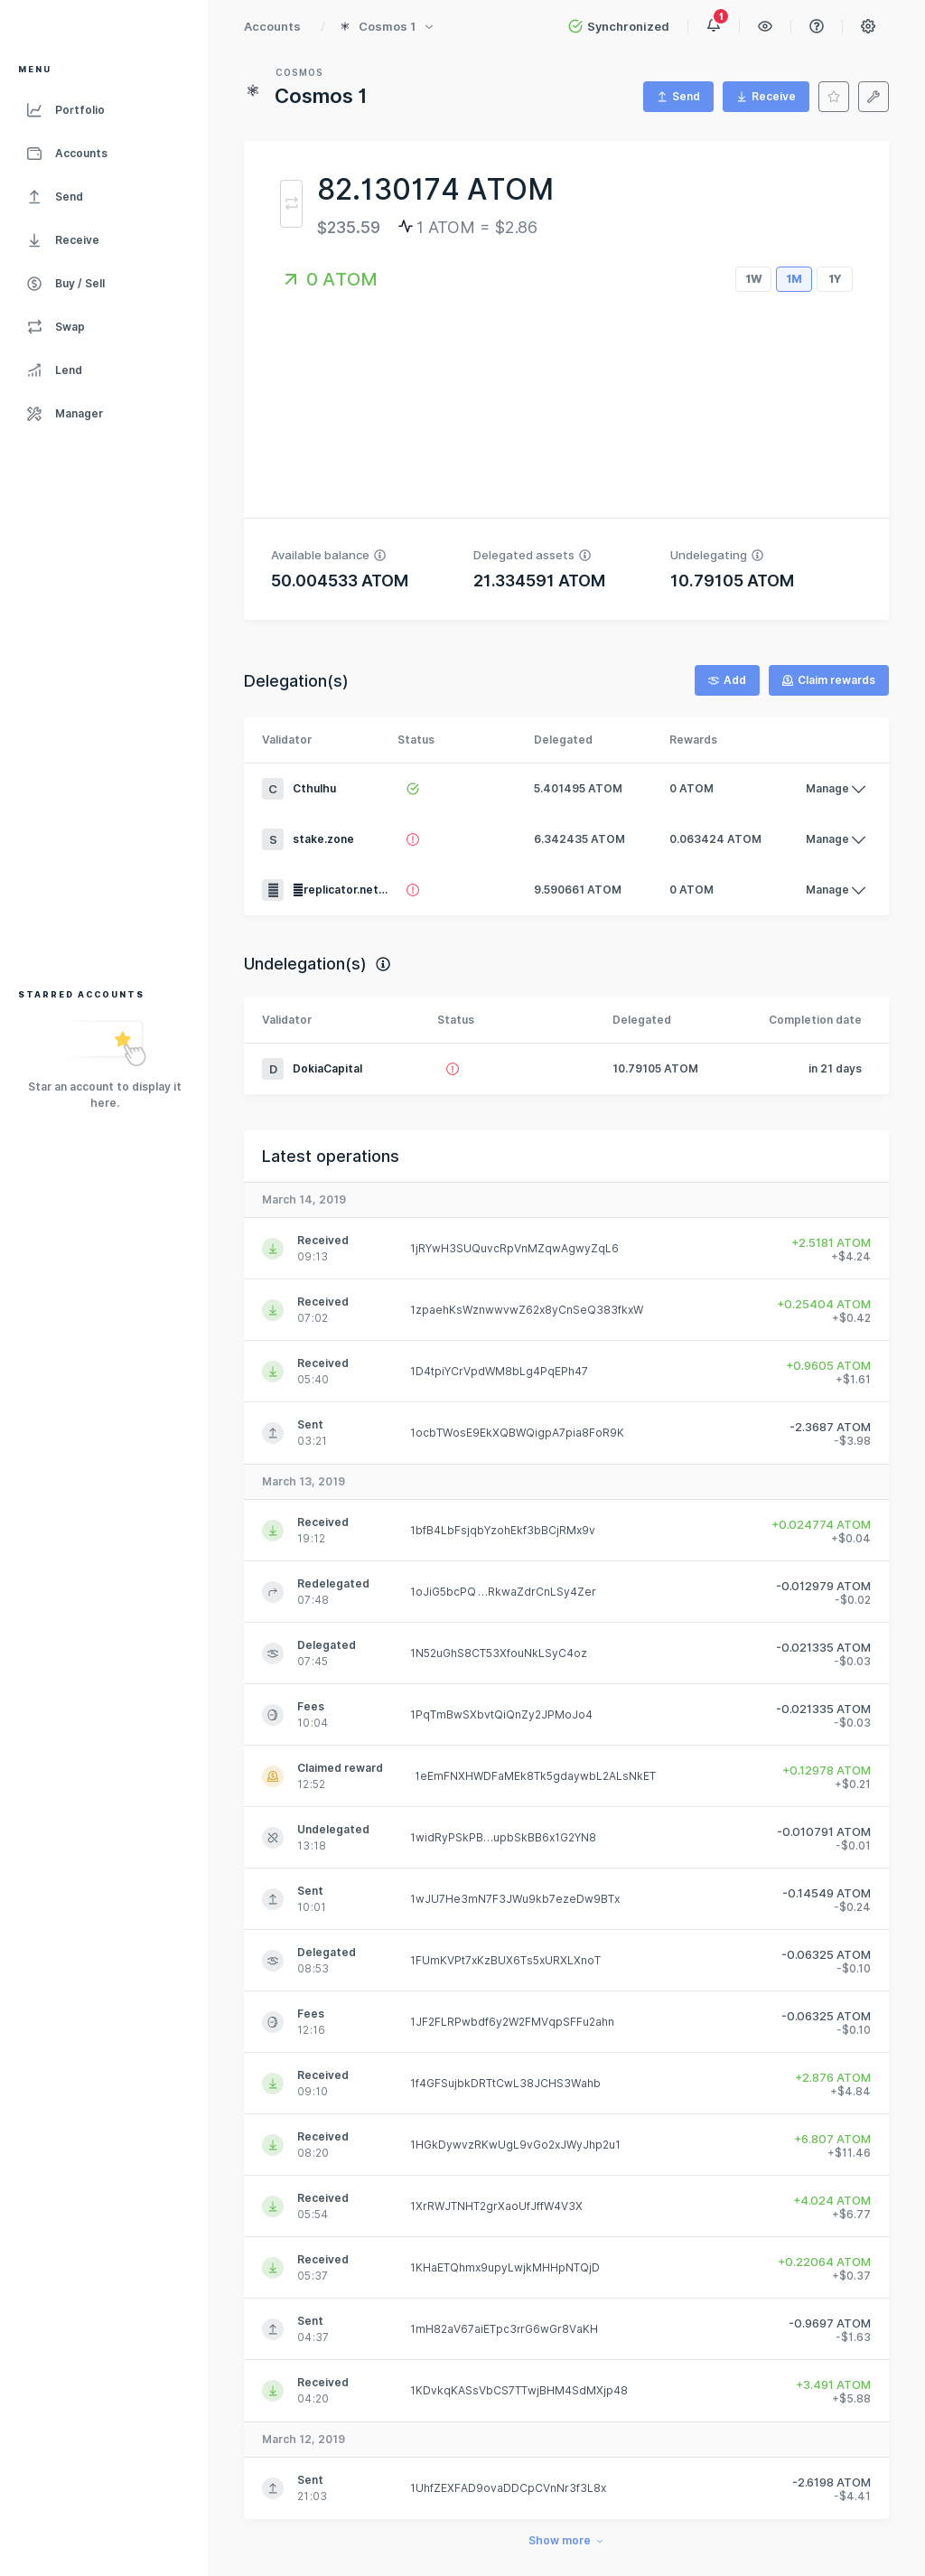 Accounts / Cosmos 1
Synchronized
1
MENU
Portfolio
Accounts
Send
Receive
Buy / Sell
Swap
Lend
Manager
STARRED ACCOUNTS
Star an account to display it
here.
COSMOS
Cosmos 1
Send
Receive
82.130174 ATOM
$235.59 1 ATOM = $2.86
0 ATOM
1W 1M 1Y
Available balance Delegated assets Undelegating
50.004533 ATOM 21.334591 ATOM 10.79105 ATOM
Delegation(s)
Add
Claim rewards
Validator Status Delegated Rewards
C Cthulhu 5.401495 ATOM 0 ATOM Manage
S stake.zone 6.342435 ATOM 0.063424 ATOM Manage
𝌆 𝌆replicator.net... 9.590661 ATOM 0 ATOM Manage
Undelegation(s)
Validator Status Delegated Completion date
D DokiaCapital 10.79105 ATOM in 21 days
Latest operations
March 14, 2019
Received 1jRYwH3SUQuvcRpVnMZqwAgwyZqL6 +2.5181 ATOM
09:13 +$4.24
Received 1zpaehKsWznwwvwZ62x8yCnSeQ383fkxW +0.25404 ATOM
07:02 +$0.42
Received 1D4tpiYCrVpdWM8bLg4PqEPh47 +0.9605 ATOM
05:40 +$1.61
Sent 1ocbTWosE9EkXQBWQigpA7pia8FoR9K -2.3687 ATOM
03:21 -$3.98
March 13, 2019
Received 1bfB4LbFsjqbYzohEkf3bBCjRMx9v +0.024774 ATOM
19:12 +$0.04
Redelegated 1oJiG5bcPQ ...RkwaZdrCnLSy4Zer -0.012979 ATOM
07:48 -$0.02
Delegated 1N52uGhS8CT53XfouNkLSyC4oz -0.021335 ATOM
07:45 -$0.03
Fees 1PqTmBwSXbvtQiQnZy2JPMoJo4 -0.021335 ATOM
10:04 -$0.03
Claimed reward 1eEmFNXHWDFaMEk8Tk5gdaywbL2ALsNkET +0.12978 ATOM
12:52 +$0.21
Undelegated 1widRyPSkPB...upbSkBB6x1G2YN8 -0.010791 ATOM
13:18 -$0.01
Sent 1wJU7He3mN7F3JWu9kb7ezeDw9BTx -0.14549 ATOM
10:01 -$0.24
Delegated 1FUmKVPt7xKzBUX6Ts5xURXLXnoT -0.06325 ATOM
08:53 -$0.10
Fees 1JF2FLRPwbdf6y2W2FMVqpSFFu2ahn -0.06325 ATOM
12:16 -$0.10
Received 1f4GFSujbkDRTtCwL38JCHS3Wahb +2.876 ATOM
09:10 +$4.84
Received 1HGkDywvzRKwUgL9vGo2xJWyJhp2u1 +6.807 ATOM
08:20 +$11.46
Received 1XrRWJTNHT2grXaoUfJffW4V3X +4.024 ATOM
05:54 +$6.77
Received 1KHaETQhmx9upyLwjkMHHpNTQjD +0.22064 ATOM
05:37 +$0.37
Sent 1mH82aV67aiETpc3rrG6wGr8VaKH -0.9697 ATOM
04:37 -$1.63
Received 1KDvkqKASsVbCS7TTwjBHM4SdMXjp48 +3.491 ATOM
04:20 +$5.88
March 12, 2019
Sent 1UhfZEXFAD9ovaDDCpCVnNr3f3L8x -2.6198 ATOM
21:03 -$4.41
Show more